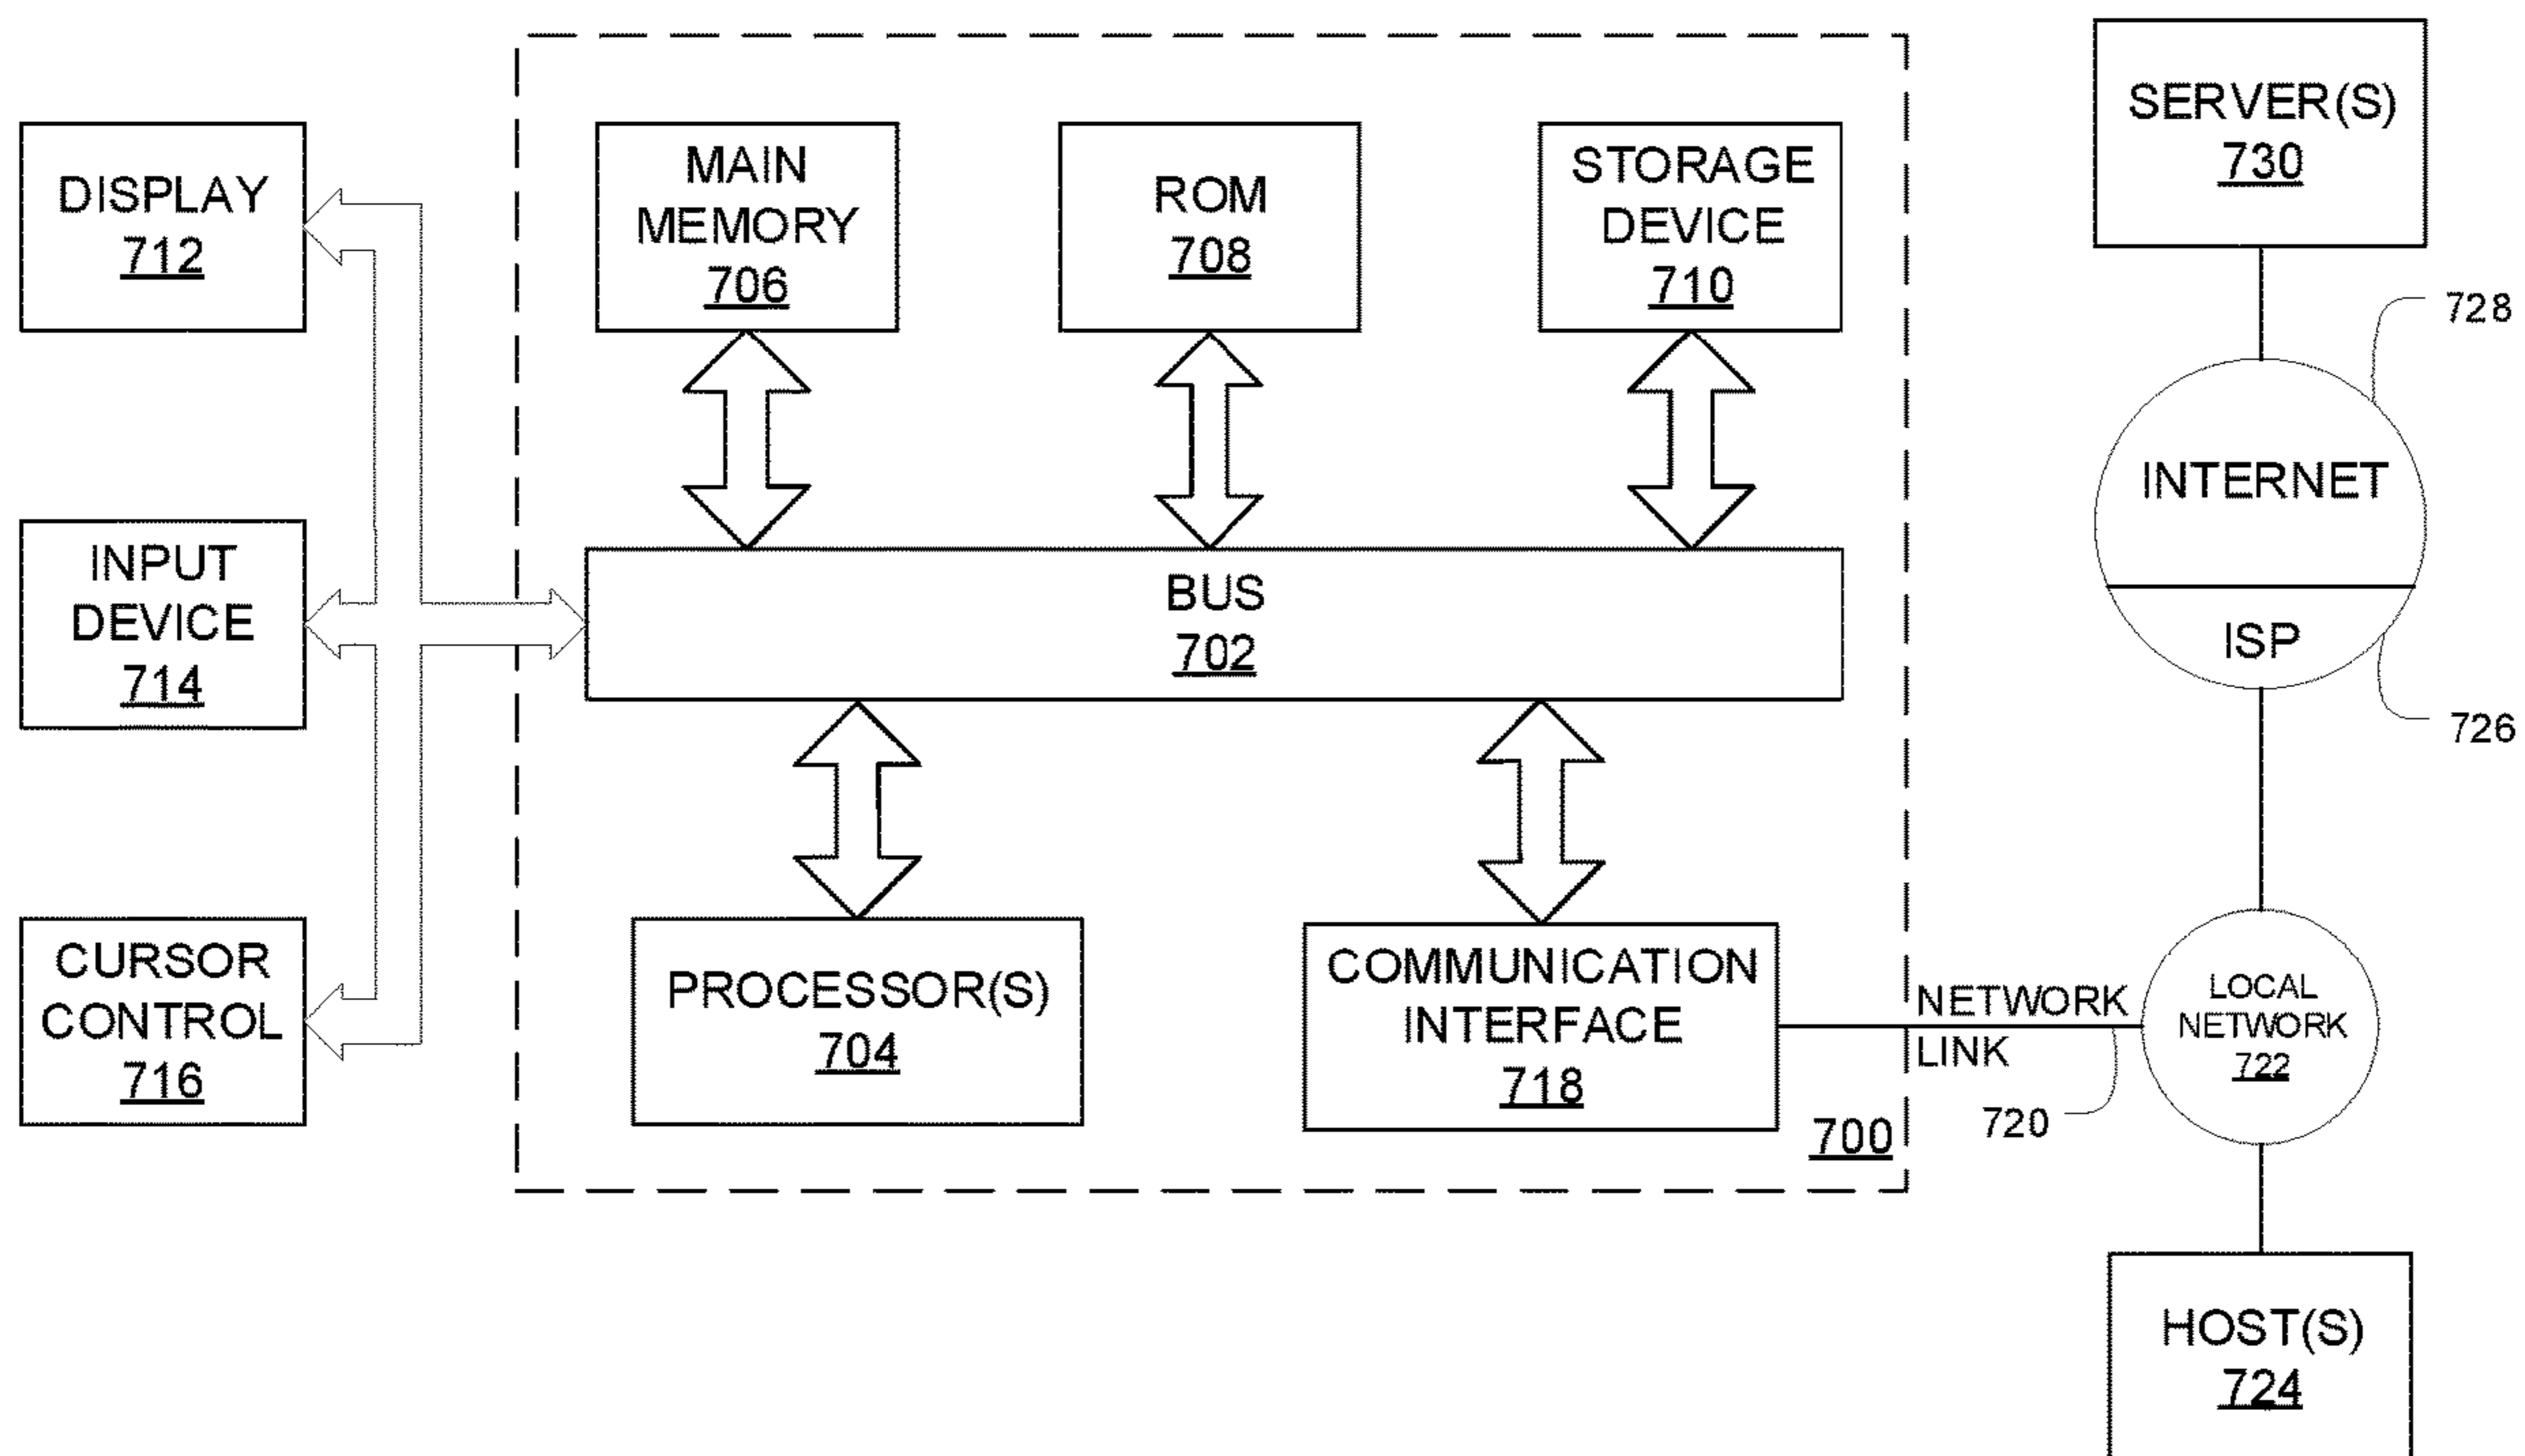 DISPLAY
712
INPUT
DEVICE
714
CURSOR
CONTROL
716
MAIN
MEMORY
706
ROM
708
STORAGE
DEVICE
710
BUS
702
PROCESSOR(S)
704
COMMUNICATION
INTERFACE
718
700
NETWORK
LINK
720
SERVER(S)
730
728
INTERNET
ISP
726
LOCAL
NETWORK
722
HOST(S)
724